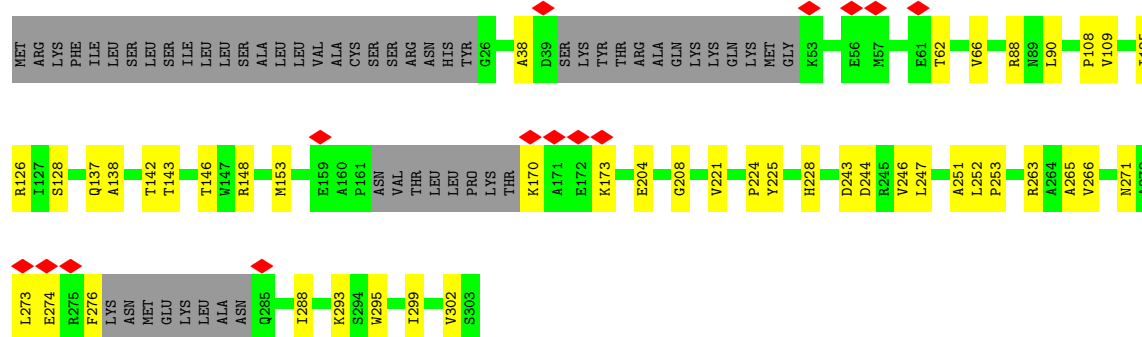 MET ARG LYS PHE ILE LEU SER LEU SER ILE LEU LEU SER ALA LEU LEU VAL ALA CYS SER SER ARG ASN HIS TYR G26 A38 D39 SER LYS TYR THR ARG ALA GLN LYS LYS GLN LYS MET GLY K53 E56 M57 E61 T62 V66 R88 N89 L90 P108 V109
R126 I127 S128 Q137 A138 T142 T143 T146 W147 R148 M153 E159 A160 P161 ASN VAL THR LEU LEU PRO LYS THR K170 A171 E172 K173 E204 G208 V221 P224 Y225 H228 D243 D244 R245 V246 L247 A251 L252 P253 R263 A264 A265 V266 N271
L273 E274 R275 F276 LYS ASN MET GLU LYS LEU ALA ASN Q285 I288 K293 S294 W295 I299 V302 S303